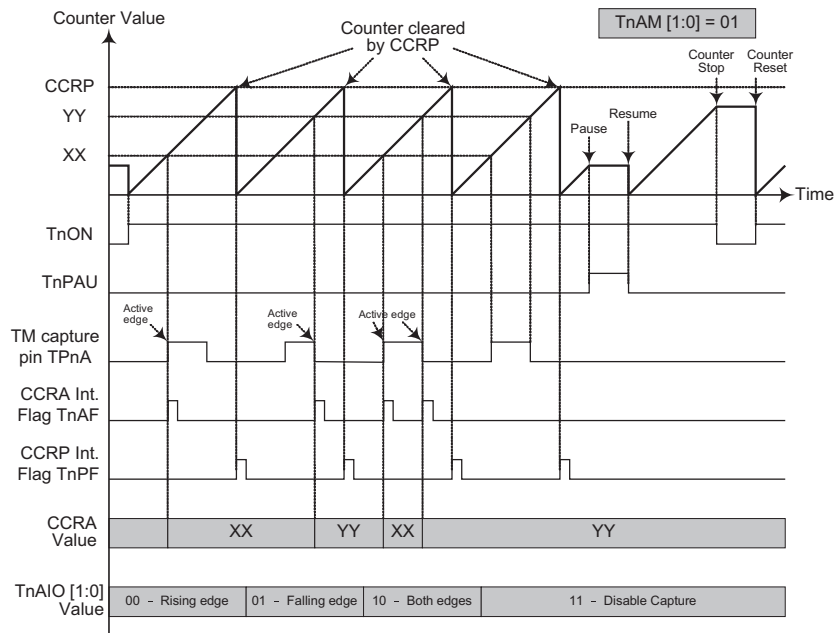 Counter Value
TnAM [1:0] = 01
Counter cleared
by CCRP
Counter
Stop
Counter
Reset
CCRP
YY
XX
Pause
Resume
Time
TnON
TnPAU
Active
edge
Active
edge
Active edge
TM capture
pin TPnA
CCRA Int.
Flag TnAF
CCRP Int.
Flag TnPF
CCRA
Value
XX
YY
XX
YY
TnAIO [1:0]
Value
00 - Rising edge
01 - Falling edge
10 - Both edges
11 - Disable Capture